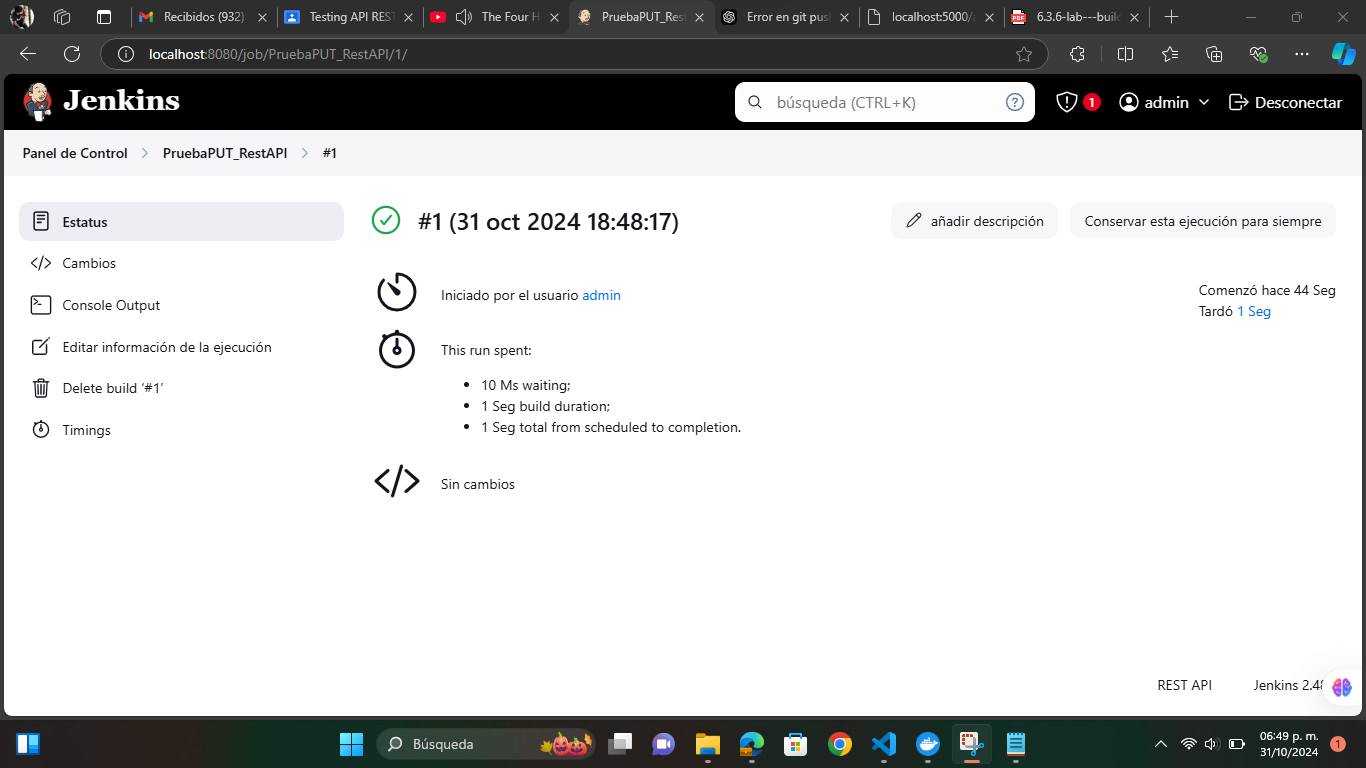 Recibidos (932)
Testing API REST
The Four H
PruebaPUT_Rest
Error en git pus
localhost:5000/
6.3.6-lab---buil
localhost:8080/job/PruebaPUT_RestAPI/1/
Jenkins
búsqueda (CTRL+K)
1
admin
Desconectar
Panel de Control
PruebaPUT_RestAPI
#1
Estatus
Cambios
Console Output
Editar información de la ejecución
Delete build ‘#1’
Timings
#1 (31 oct 2024 18:48:17)
añadir descripción
Conservar esta ejecución para siempre
Iniciado por el usuario admin
Comenzó hace 44 Seg
Tardó 1 Seg
This run spent:
10 Ms waiting;
1 Seg build duration;
1 Seg total from scheduled to completion.
Sin cambios
REST API
Jenkins 2.48
Búsqueda
06:49 p. m.
31/10/2024
1